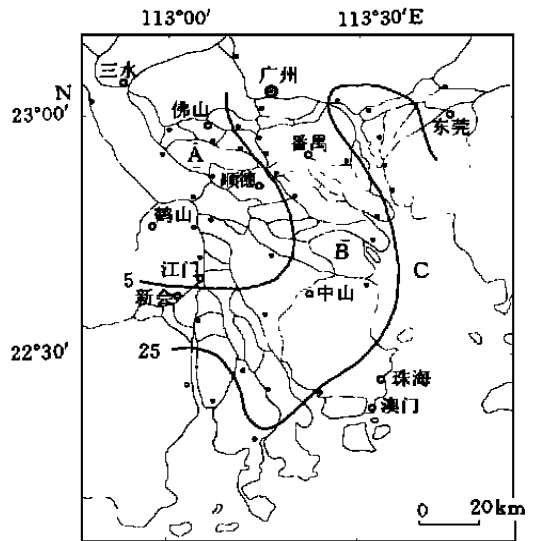 113°00′
113°30′E
N
三水
广州
23°00′
佛山
东莞
番禺
A
顺德
鹤山
B
江门
C
5
新会
中山
22°30′
25
珠海
澳门
0 20km